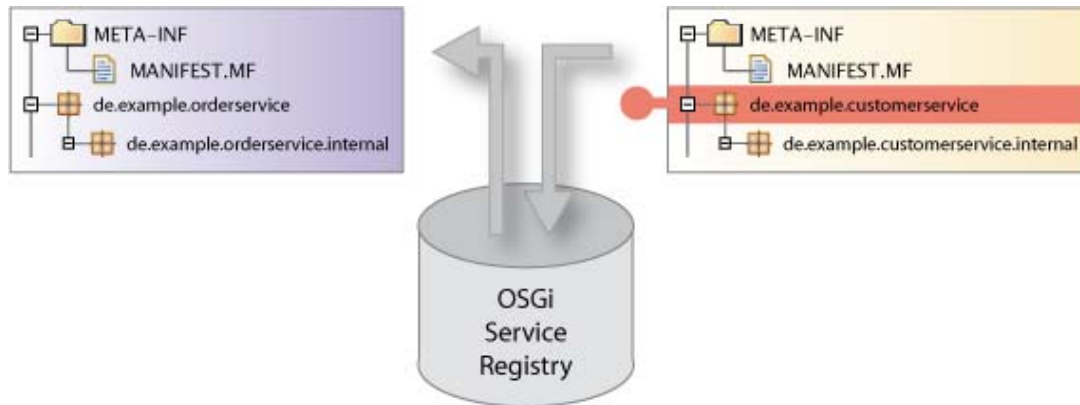 META-INF
MANIFEST.MF
de.example.orderservice
de.example.orderservice.internal
META-INF
MANIFEST.MF
de.example.customerservice
de.example.customerservice.internal
OSGi
Service
Registry